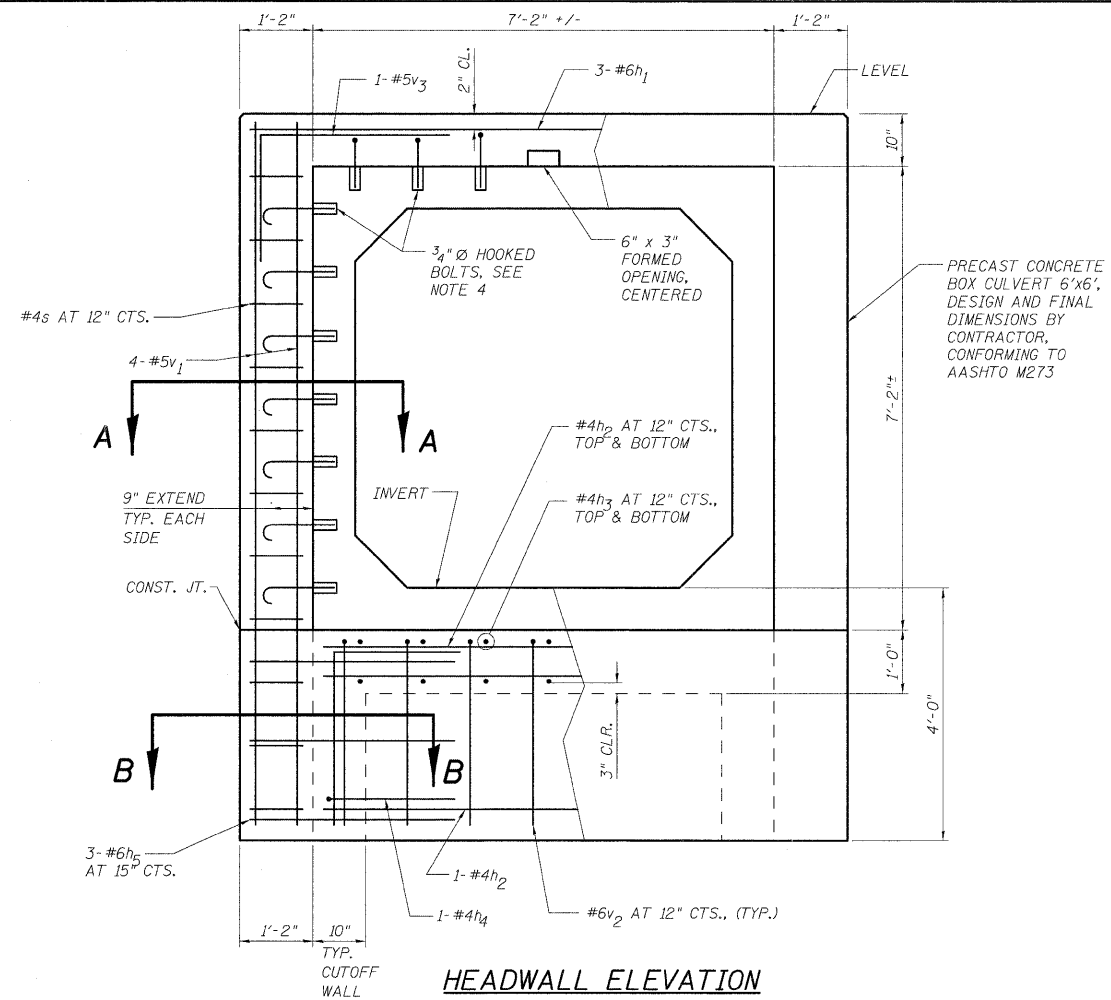 1'-2"
7'-2" +/-
1'-2"
1-#5v3
2" CL.
3-#6h1
LEVEL
10"
3/4" Ø HOOKED
BOLTS, SEE
NOTE 4
6" x 3"
FORMED
OPENING,
CENTERED
PRECAST CONCRETE
BOX CULVERT 6'x6',
DESIGN AND FINAL
DIMENSIONS BY
CONTRACTOR,
CONFORMING TO
AASHTO M273
#4s AT 12" CTS.
4-#5v1
7'-2"±
A
A
#4h2 AT 12" CTS.,
TOP & BOTTOM
9" EXTEND
TYP. EACH
SIDE
INVERT
#4h3 AT 12" CTS.,
TOP & BOTTOM
CONST. JT.
1'-0"
4'-0"
B
B
3" CLR.
3-#6h5
AT 15" CTS.
1-#4h2
1-#4h4
#6v2 AT 12" CTS., (TYP.)
1'-2"
10"
TYP.
CUTOFF
WALL
HEADWALL ELEVATION